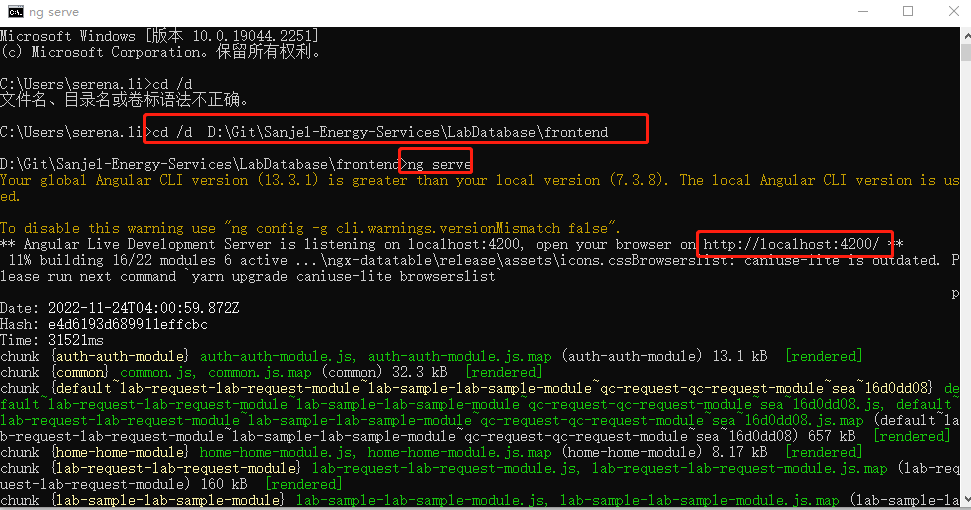 ng serve
Microsoft Windows [版本 10.0.19044.2251]
(c) Microsoft Corporation。保留所有权利。
C:\Users\serena.li>cd /d
文件名、目录名或卷标语法不正确。
C:\Users\serena.li>cd /d  D:\Git\Sanjel-Energy-Services\LabDatabase\frontend
D:\Git\Sanjel-Energy-Services\LabDatabase\frontend>ng serve
Your global Angular CLI version (13.3.1) is greater than your local version (7.3.8). The local Angular CLI version is us
ed.
To disable this warning use "ng config -g cli.warnings.versionMismatch false".
** Angular Live Development Server is listening on localhost:4200, open your browser on http://localhost:4200/ **
 11% building 16/22 modules 6 active ...\ngx-datatable\release\assets\icons.cssBrowserslist: caniuse-lite is outdated. P
lease run next command `yarn upgrade caniuse-lite browserslist`
p
Date: 2022-11-24T04:00:59.872Z
Hash: e4d6193d689911effcbc
Time: 31521ms
chunk {auth-auth-module} auth-auth-module.js, auth-auth-module.js.map (auth-auth-module) 13.1 kB  [rendered]
chunk {common} common.js, common.js.map (common) 32.3 kB  [rendered]
chunk {default~lab-request-lab-request-module~lab-sample-lab-sample-module~qc-request-qc-request-module~sea~16d0dd08} de
fault~lab-request-lab-request-module~lab-sample-lab-sample-module~qc-request-qc-request-module~sea~16d0dd08.js, default~
lab-request-lab-request-module~lab-sample-lab-sample-module~qc-request-qc-request-module~sea~16d0dd08.js.map (default~la
b-request-lab-request-module~lab-sample-lab-sample-module~qc-request-qc-request-module~sea~16d0dd08) 657 kB  [rendered]
chunk {home-home-module} home-home-module.js, home-home-module.js.map (home-home-module) 8.17 kB  [rendered]
chunk {lab-request-lab-request-module} lab-request-lab-request-module.js, lab-request-lab-request-module.js.map (lab-req
uest-lab-request-module) 160 kB  [rendered]
chunk {lab-sample-lab-sample-module} lab-sample-lab-sample-module.js, lab-sample-lab-sample-module.js.map (lab-sample-la